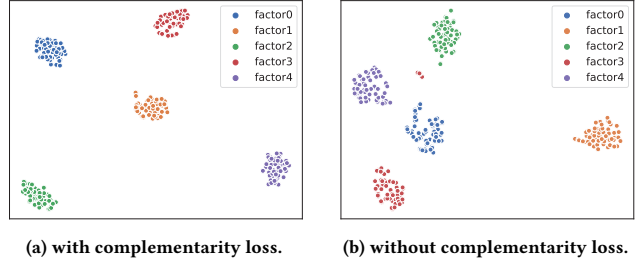 factor0
factor1
factor2
factor3
factor4
factor0
factor1
factor2
factor3
factor4
(a) with complementarity loss.
(b) without complementarity loss.